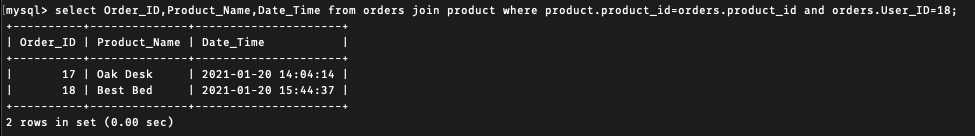 mysql> select Order_ID,Product_Name,Date_Time from orders join product where product.product_id=orders.product_id and orders.User_ID=18;
+----------+--------------+---------------------+
| Order_ID | Product_Name | Date_Time           |
+----------+--------------+---------------------+
|       17 | Oak Desk     | 2021-01-20 14:04:14 |
|       18 | Best Bed     | 2021-01-20 15:44:37 |
+----------+--------------+---------------------+
2 rows in set (0.00 sec)